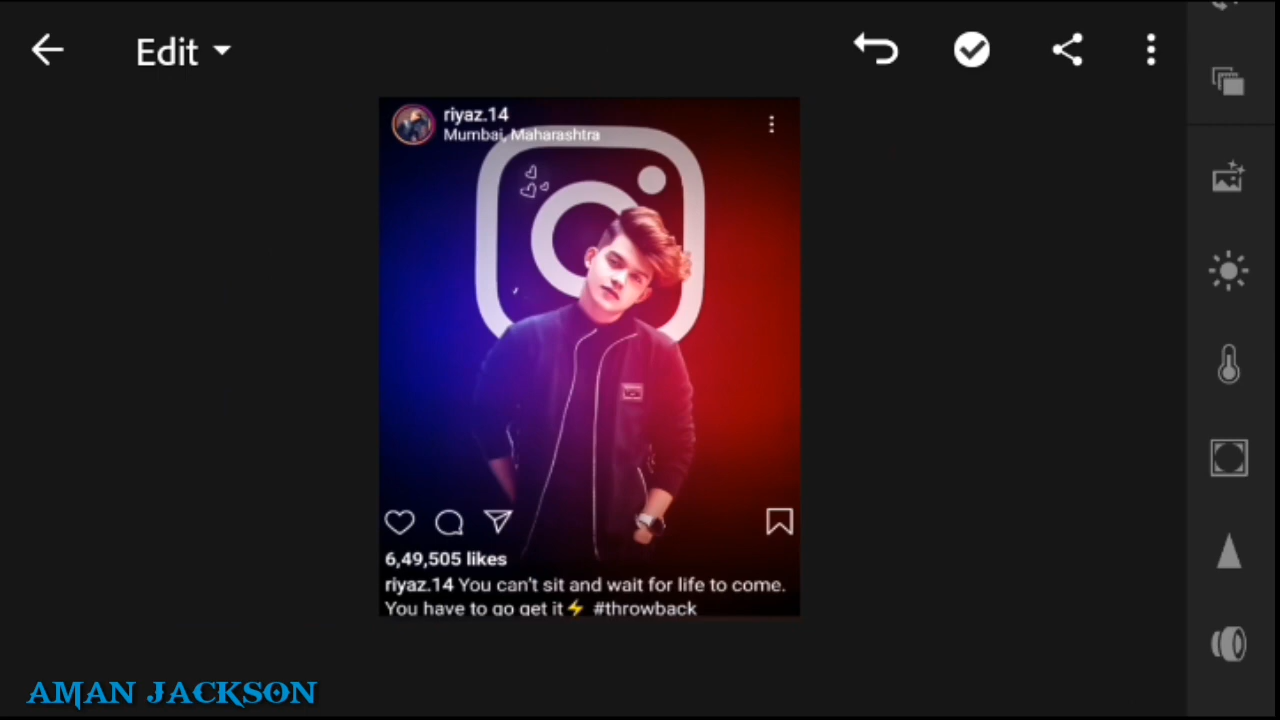 Edit
riyaz.14
Mumbai, Maharashtra
6,49,505 likes
riyaz.14 You can't sit and wait for life to come.
You have to go get it⚡ #throwback
AMAN JACKSON